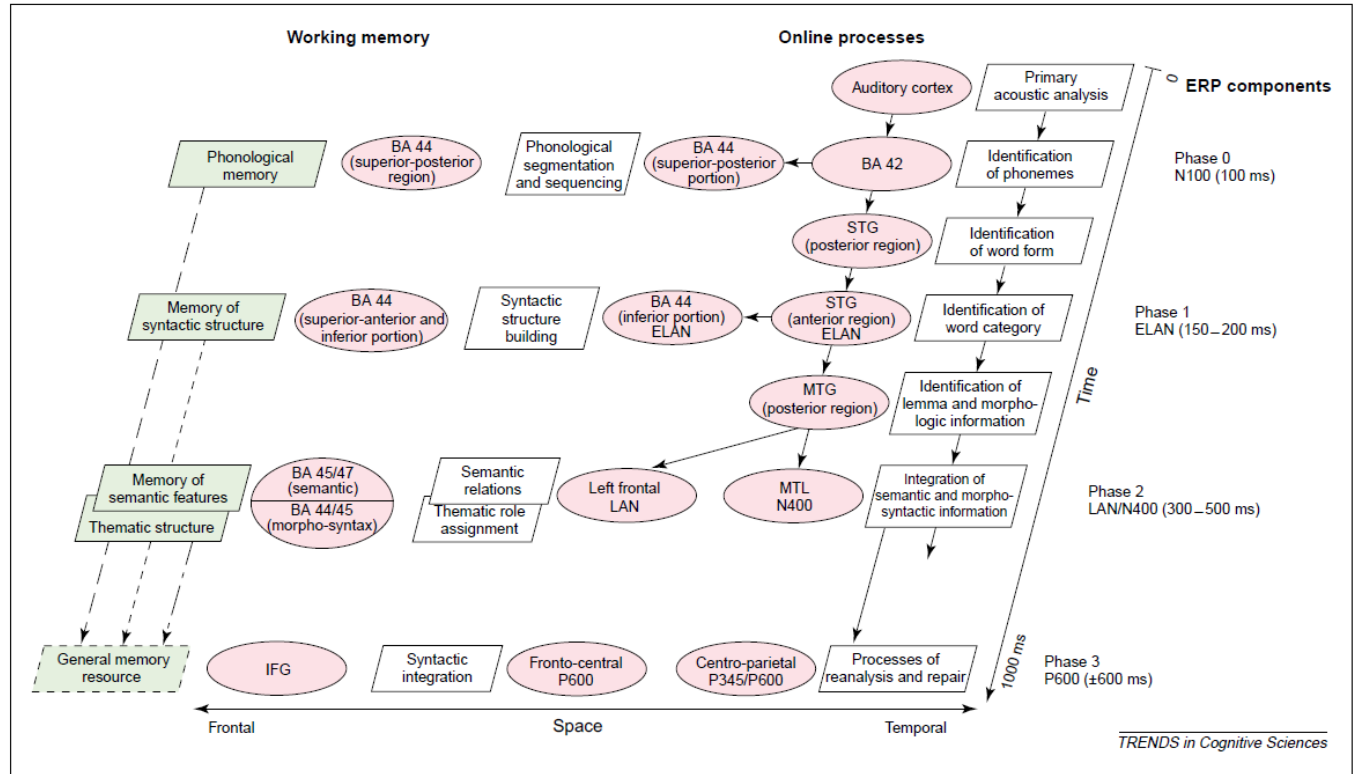 Working memory
Online processes
Auditory cortex
Primary
acoustic analysis
0
ERP components
Phonological
memory
BA 44
(superior-posterior
region)
Phonological
segmentation
and sequencing
BA 44
(superior-posterior
portion)
BA 42
Identification
of phonemes
Phase 0
N100 (100 ms)
STG
(posterior region)
Identification
of word form
Memory of
syntactic structure
BA 44
(superior-anterior and
inferior portion)
Syntactic
structure
building
BA 44
(inferior portion)
ELAN
STG
(anterior region)
ELAN
Identification of
word category
Phase 1
ELAN (150–200 ms)
Time
MTG
(posterior region)
Identification of
lemma and morpho-
logic information
Memory of
semantic features
Thematic structure
BA 45/47
(semantic)
BA 44/45
(morpho-syntax)
Semantic
relations
Thematic role
assignment
Left frontal
LAN
MTL
N400
Integration of
semantic and morpho-
syntactic information
Phase 2
LAN/N400 (300–500 ms)
General memory
resource
IFG
Syntactic
integration
Fronto-central
P600
Centro-parietal
P345/P600
Processes of
reanalysis and repair
1000 ms
Phase 3
P600 (±600 ms)
Frontal
Space
Temporal
TRENDS in Cognitive Sciences